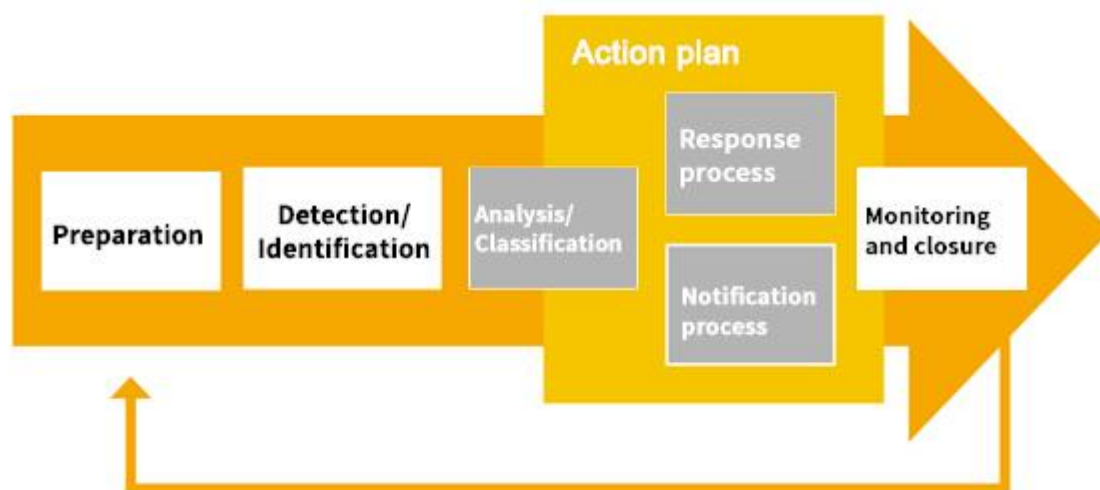 Action plan
Preparation
Detection/
Identification
Analysis/
Classification
Response
process
Notification
process
Monitoring
and closure